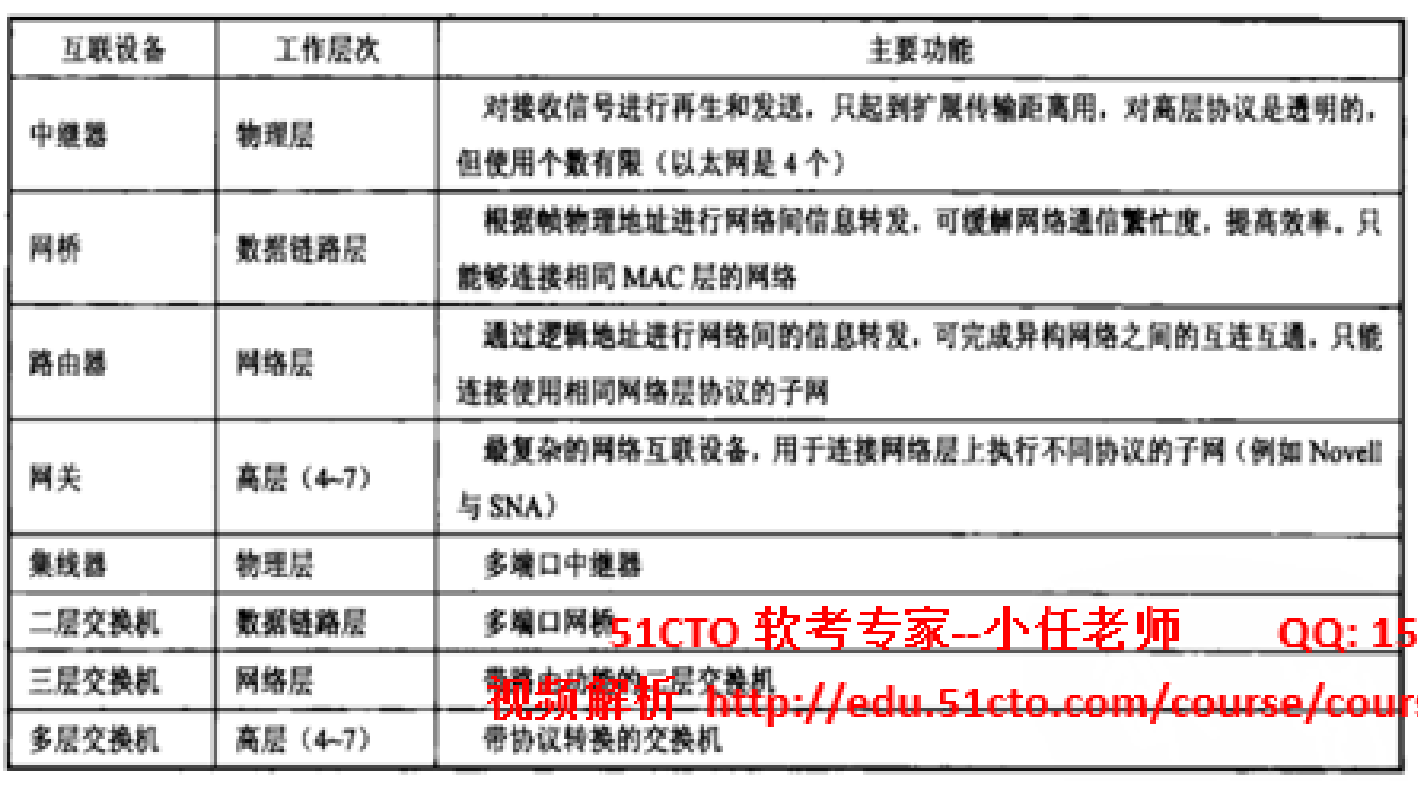 互联设备 工作层次 主要功能
中继器 物理层 对接收信号进行再生和发送，只起到扩展传输距离用，对高层协议是透明的，
但使用个数有限（以太网是 4 个）
网桥 数据链路层 根据帧物理地址进行网络间信息转发，可缓解网络通信繁忙度，提高效率。只
能够连接相同 MAC 层的网络
路由器 网络层 通过逻辑地址进行网络间的信息转发，可完成异构网络之间的互连互通，只能
连接使用相同网络层协议的子网
网关 高层（4~7） 最复杂的网络互联设备，用于连接网络层上执行不同协议的子网（例如 Novell
与 SNA）
集线器 物理层 多端口中继器
二层交换机 数据链路层 多端口网桥
51CTO 软考专家--小任老师 QQ: 15
三层交换机 网络层 带路由功能的二层交换机
视频解析 http://edu.51cto.com/course/cour
多层交换机 高层（4~7） 带协议转换的交换机